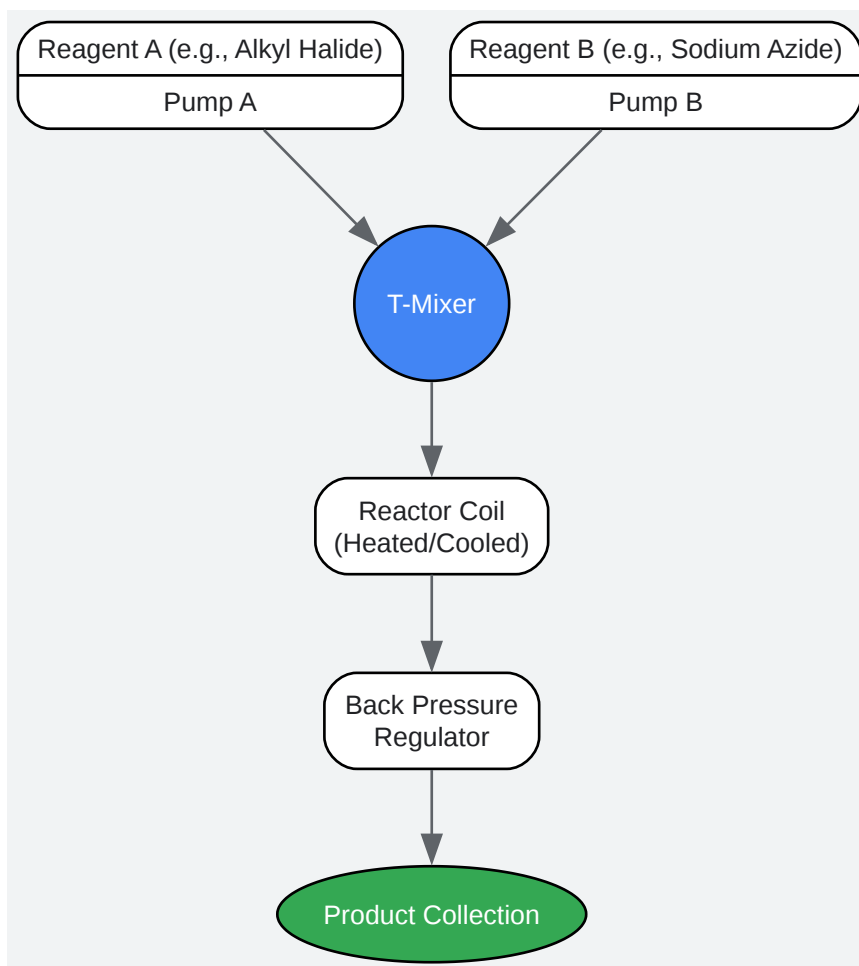 Reagent A (e.g., Alkyl Halide)
Pump A
Reagent B (e.g., Sodium Azide)
Pump B
T-Mixer
Reactor Coil
(Heated/Cooled)
Back Pressure
Regulator
Product Collection